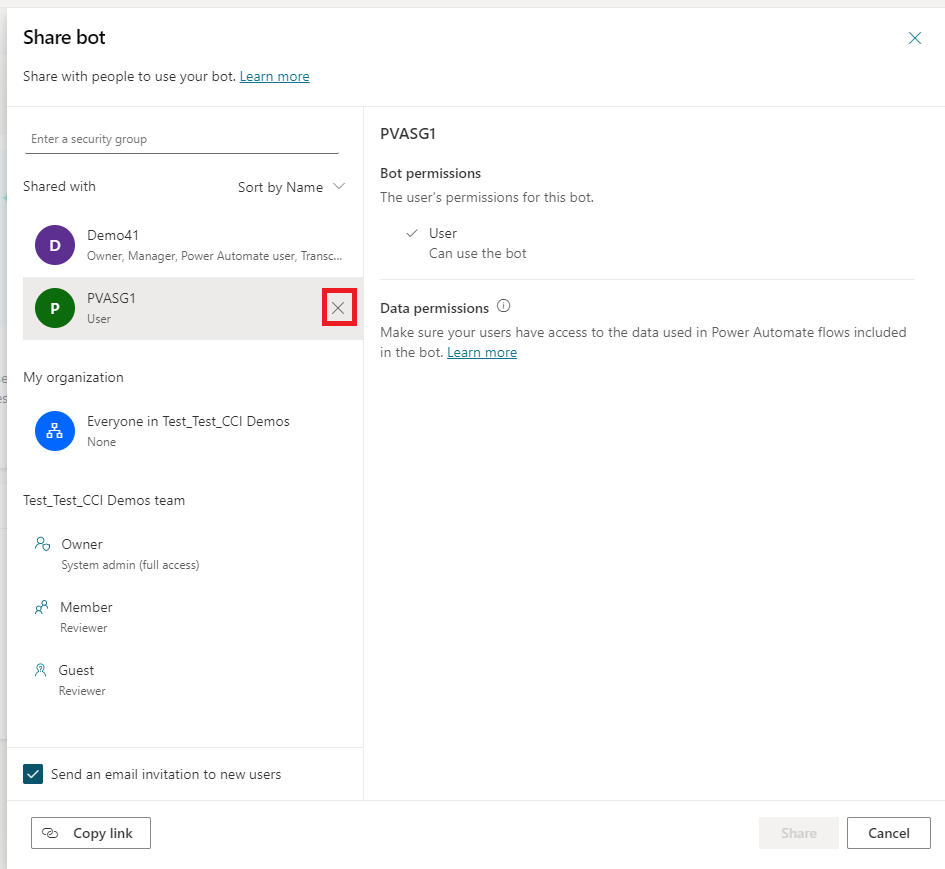 Share bot
Share with people to use your bot. Learn more
Enter a security group
Shared with
Sort by Name
D
Demo41
Owner, Manager, Power Automate user, Transc...
P
PVASG1
User
My organization
Everyone in Test_Test_CCI Demos
None
Test_Test_CCI Demos team
Owner
System admin (full access)
Member
Reviewer
Guest
Reviewer
Send an email invitation to new users
PVASG1
Bot permissions
The user's permissions for this bot.
User
Can use the bot
Data permissions
Make sure your users have access to the data used in Power Automate flows included
in the bot. Learn more
Copy link
Share
Cancel